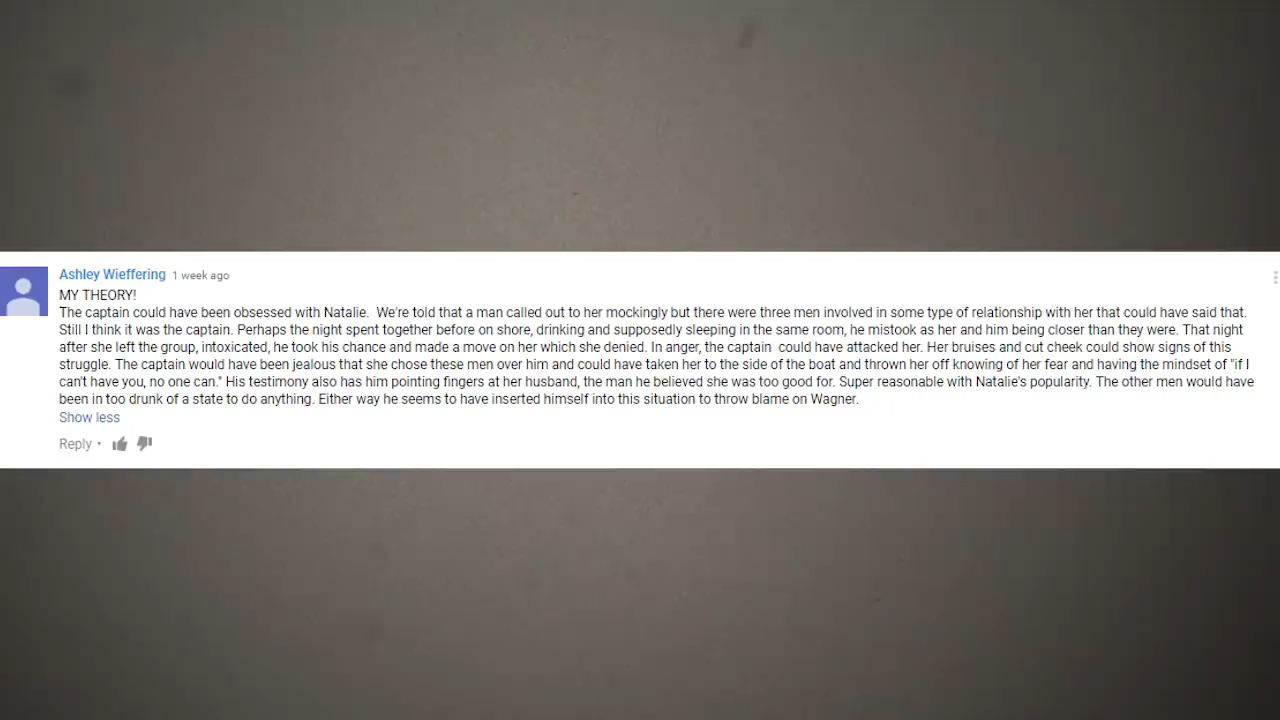 Ashley Wieffering 1 week ago
MY THEORY!
The captain could have been obsessed with Natalie.  We're told that a man called out to her mockingly but there were three men involved in some type of relationship with her that could have said that.
Still I think it was the captain. Perhaps the night spent together before on shore, drinking and supposedly sleeping in the same room, he mistook as her and him being closer than they were. That night
after she left the group, intoxicated, he took his chance and made a move on her which she denied. In anger, the captain  could have attacked her. Her bruises and cut cheek could show signs of this
struggle. The captain would have been jealous that she chose these men over him and could have taken her to the side of the boat and thrown her off knowing of her fear and having the mindset of "if I
can't have you, no one can." His testimony also has him pointing fingers at her husband, the man he believed she was too good for. Super reasonable with Natalie's popularity. The other men would have
been in too drunk of a state to do anything. Either way he seems to have inserted himself into this situation to throw blame on Wagner.
Show less
Reply •